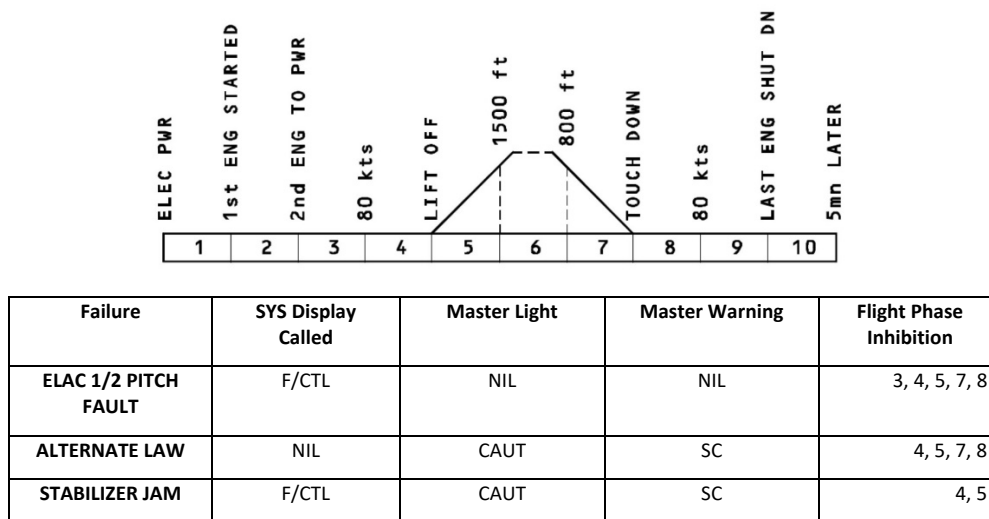 ELEC PWR
1st ENG STARTED
2nd ENG TO PWR
80 kts
LIFT OFF
1500 ft
800 ft
TOUCH DOWN
80 kts
LAST ENG SHUT DN
5mn LATER
1 2 3 4 5 6 7 8 9 10
Failure SYS Display Called Master Light Master Warning Flight Phase Inhibition
ELAC 1/2 PITCH FAULT F/CTL NIL NIL 3, 4, 5, 7, 8
ALTERNATE LAW NIL CAUT SC 4, 5, 7, 8
STABILIZER JAM F/CTL CAUT SC 4, 5